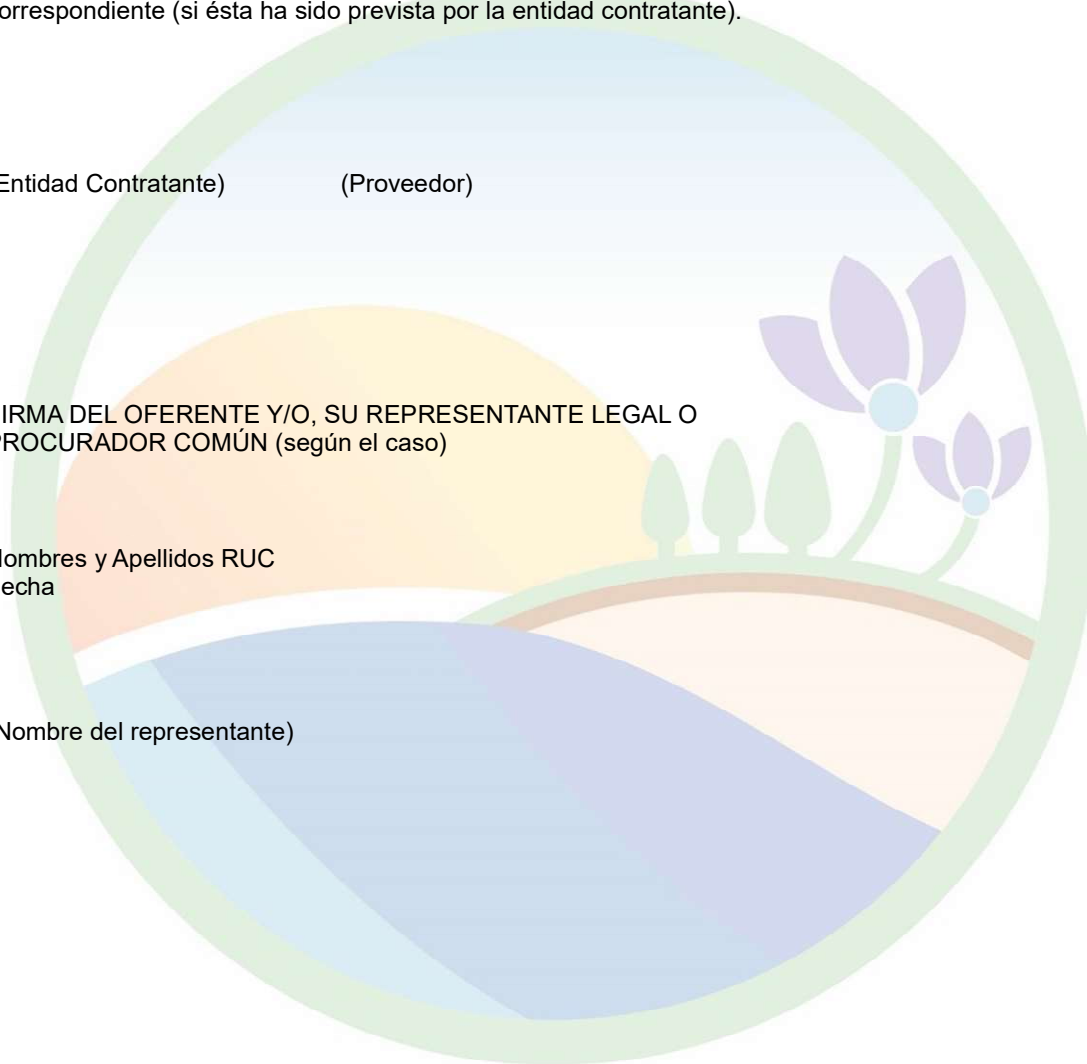 orrespondiente (si ésta ha sido prevista por la entidad contratante).
Entidad Contratante) (Proveedor)
IRMA DEL OFERENTE Y/O, SU REPRESENTANTE LEGAL O
PROCURADOR COMÚN (según el caso)
Nombres y Apellidos RUC
echa
Nombre del representante)